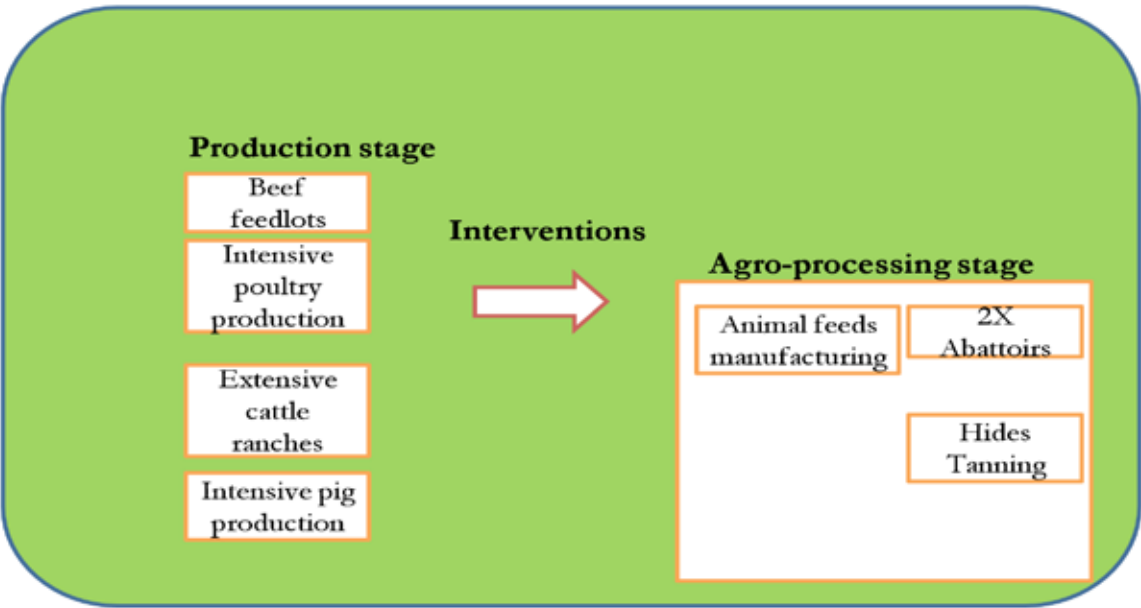 Production stage
Beef
feedlots
Intensive
poultry
production
Extensive
cattle
ranches
Intensive pig
production
Interventions
Agro-processing stage
Animal feeds
manufacturing
2X
Abattoirs
Hides
Tanning